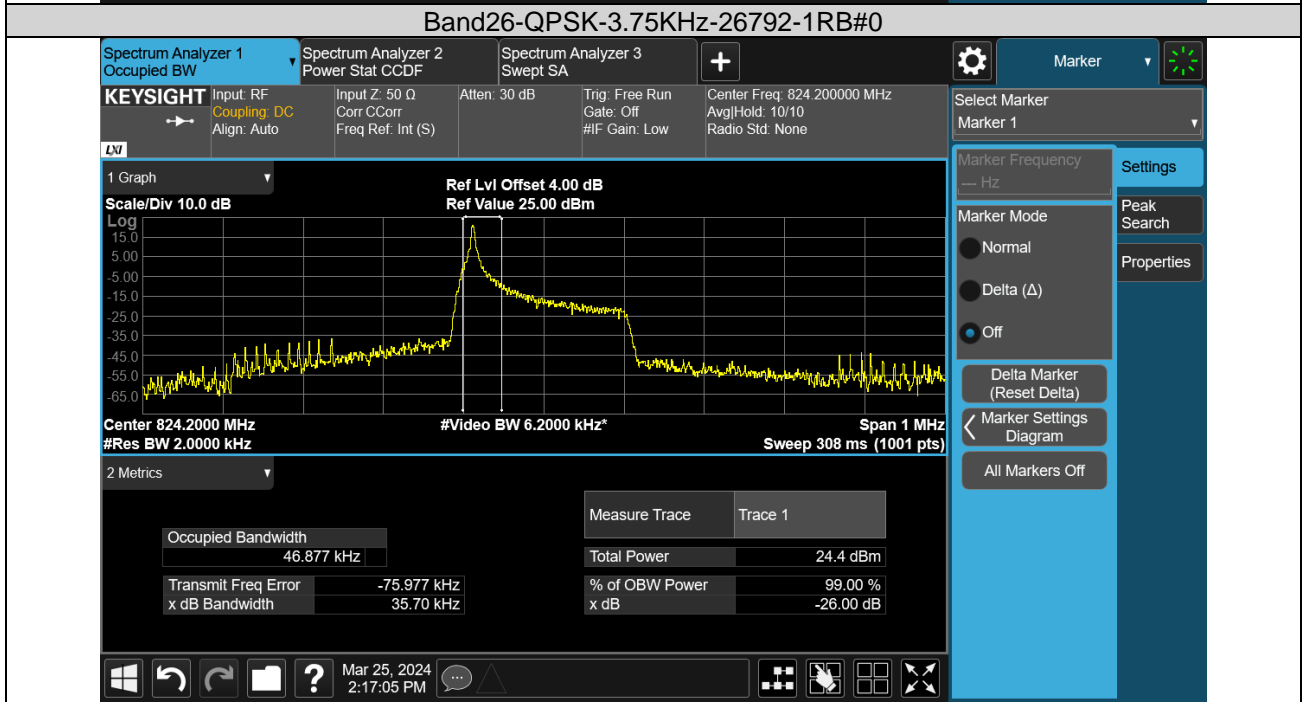 Band26-QPSK-3.75KHz-26792-1RB#0
Spectrum Analyzer 1
Occupied BW
Spectrum Analyzer 2
Power Stat CCDF
Spectrum Analyzer 3
Swept SA
+
Marker
KEYSIGHT
Input: RF
Coupling: DC
Align: Auto
Input Z: 50 Ω
Corr CCorr
Freq Ref: Int (S)
Atten: 30 dB
Trig: Free Run
Gate: Off
#IF Gain: Low
Center Freq: 824.200000 MHz
Avg|Hold: 10/10
Radio Std: None
LXI
Select Marker
Marker 1
1 Graph
Scale/Div 10.0 dB
Ref Lvl Offset 4.00 dB
Ref Value 25.00 dBm
Log
15.0
5.00
-5.00
-15.0
-25.0
-35.0
-45.0
-55.0
-65.0
Center 824.2000 MHz
#Res BW 2.0000 kHz
#Video BW 6.2000 kHz*
Span 1 MHz
Sweep 308 ms (1001 pts)
Marker Frequency
--- Hz
Marker Mode
Normal
Delta (Δ)
Off
Delta Marker
(Reset Delta)
Marker Settings
Diagram
All Markers Off
Settings
Peak
Search
Properties
2 Metrics
Measure Trace Trace 1
Occupied Bandwidth
46.877 kHz
Total Power 24.4 dBm
Transmit Freq Error -75.977 kHz
% of OBW Power 99.00 %
x dB Bandwidth 35.70 kHz
x dB -26.00 dB
?
Mar 25, 2024
2:17:05 PM